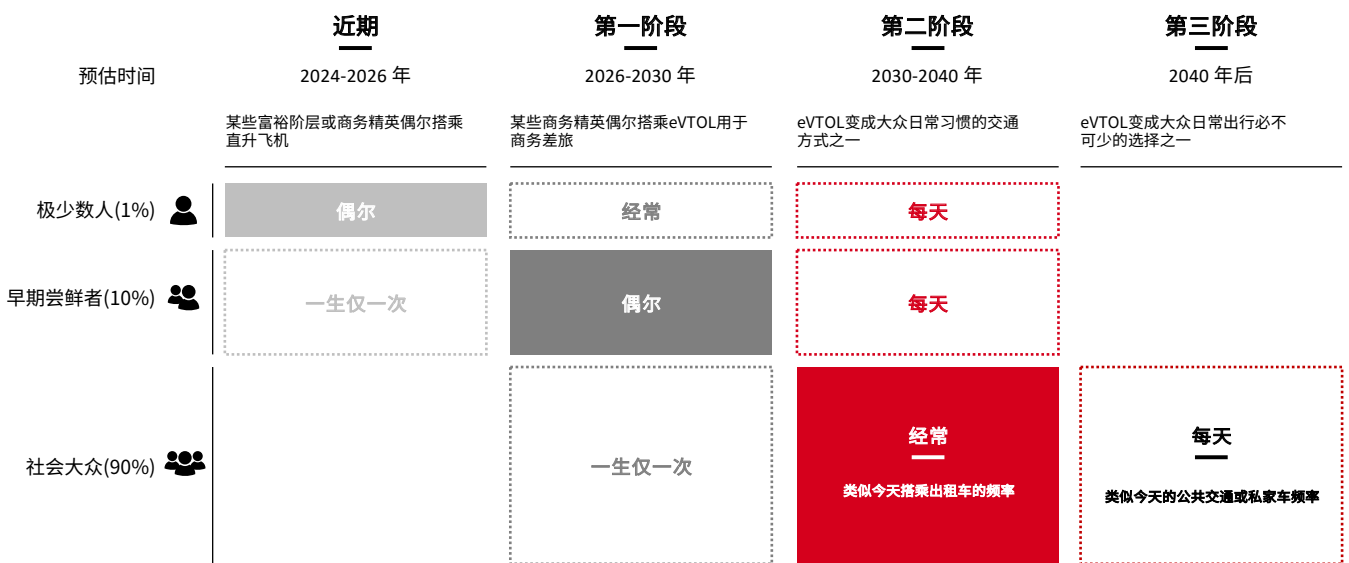 近期
第一阶段
第二阶段
第三阶段
预估时间
2024-2026 年
2026-2030 年
2030-2040 年
2040 年后
某些富裕阶层或商务精英偶尔搭乘
直升飞机
某些商务精英偶尔搭乘eVTOL用于
商务差旅
eVTOL变成大众日常习惯的交通
方式之一
eVTOL变成大众日常出行必不
可少的选择之一
极少数人(1%)
偶尔
经常
每天
早期尝鲜者(10%)
一生仅一次
偶尔
每天
社会大众(90%)
一生仅一次
经常
类似今天搭乘出租车的频率
每天
类似今天的公共交通或私家车频率